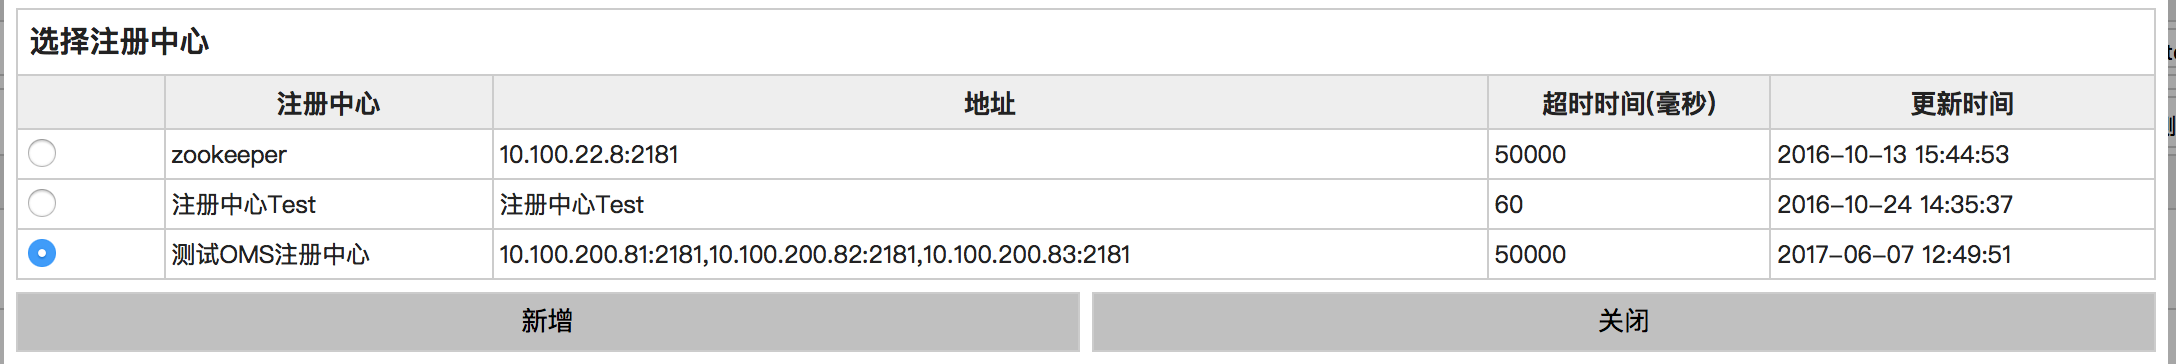 选择注册中心
注册中心 地址 超时时间(毫秒) 更新时间
zookeeper 10.100.22.8:2181 50000 2016-10-13 15:44:53
注册中心Test 注册中心Test 60 2016-10-24 14:35:37
测试OMS注册中心 10.100.200.81:2181,10.100.200.82:2181,10.100.200.83:2181 50000 2017-06-07 12:49:51
新增 关闭